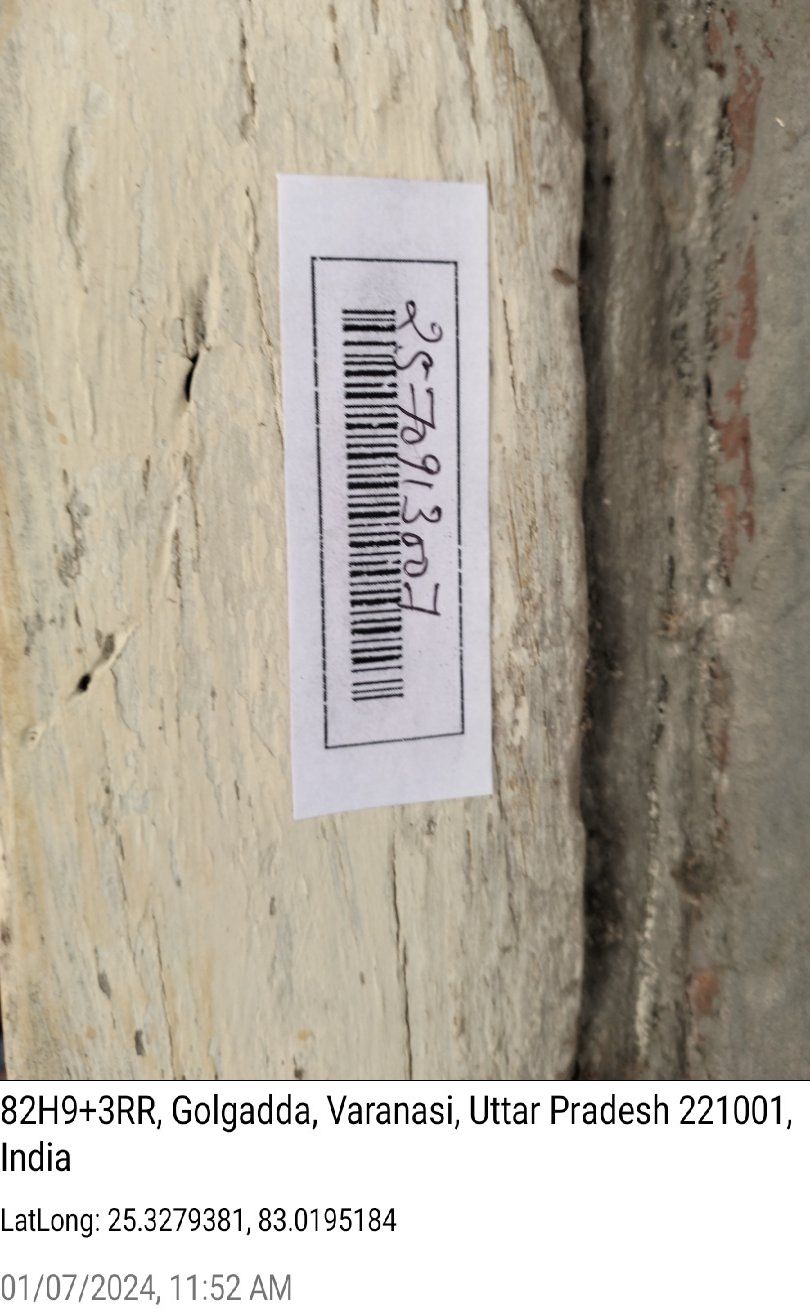 2570913007
82H9+3RR, Golgadda, Varanasi, Uttar Pradesh 221001,
India
LatLong: 25.3279381, 83.0195184
01/07/2024, 11:52 AM